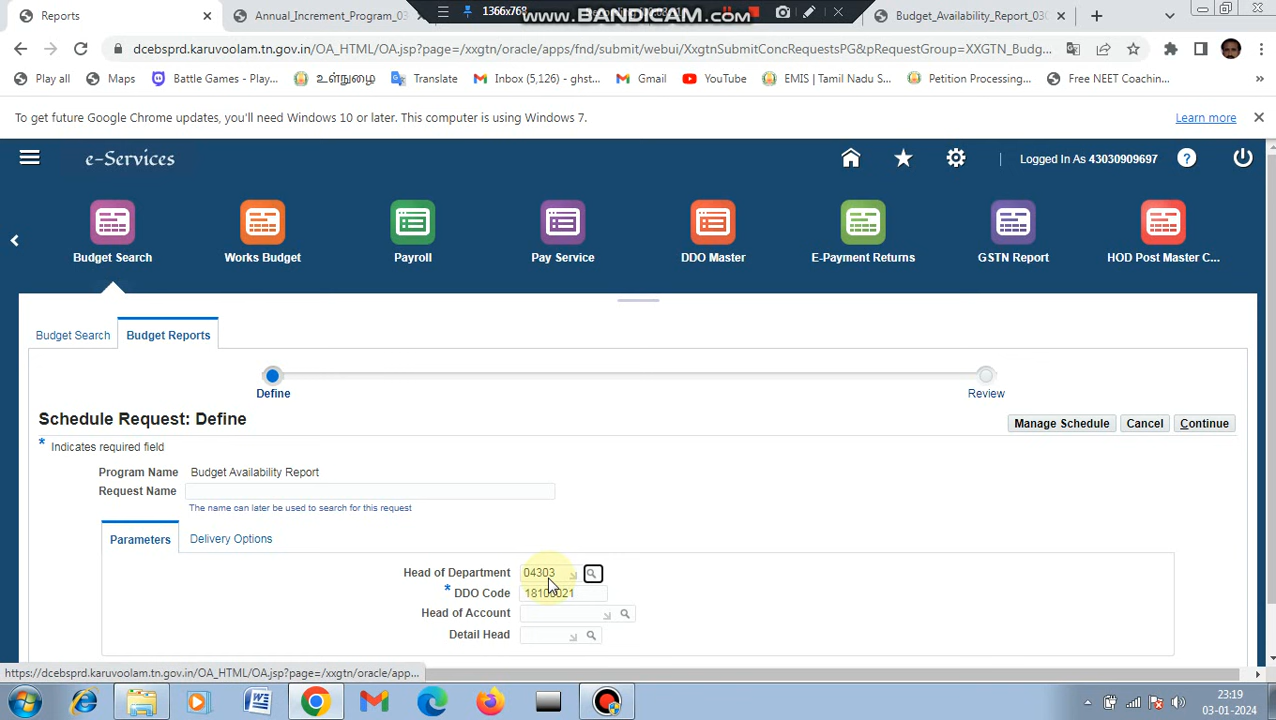 Reports
Annual_Increment_Program_03
1366x768
www.BANDICAM.com
Budget_Availability_Report_02
dcebsprd.karuvoolam.tn.gov.in/OA_HTML/OA.jsp?page=/xxgtn/oracle/apps/fnd/submit/webui/XxgtnSubmitConcRequestsPG&pRequestGroup=XXGTN_Budg...
Play all
Maps
Battle Games - Play...
உள்நுழை
Translate
Inbox (5,126) - ghst...
Gmail
YouTube
EMIS | Tamil Nadu S...
Petition Processing...
Free NEET Coachin...
To get future Google Chrome updates, you'll need Windows 10 or later. This computer is using Windows 7.
Learn more
e-Services
Logged In As 43030909697
Budget Search
Works Budget
Payroll
Pay Service
DDO Master
E-Payment Returns
GSTN Report
HOD Post Master C...
Budget Search
Budget Reports
Define
Review
Schedule Request: Define
Manage Schedule
Cancel
Continue
* Indicates required field
Program Name Budget Availability Report
Request Name
The name can later be used to search for this request
Parameters
Delivery Options
Head of Department 04303
* DDO Code 18100021
Head of Account
Detail Head
https://dcebsprd.karuvoolam.tn.gov.in/OA_HTML/OA.jsp?page=/xxgtn/oracle/app...
23:19
03-01-2024